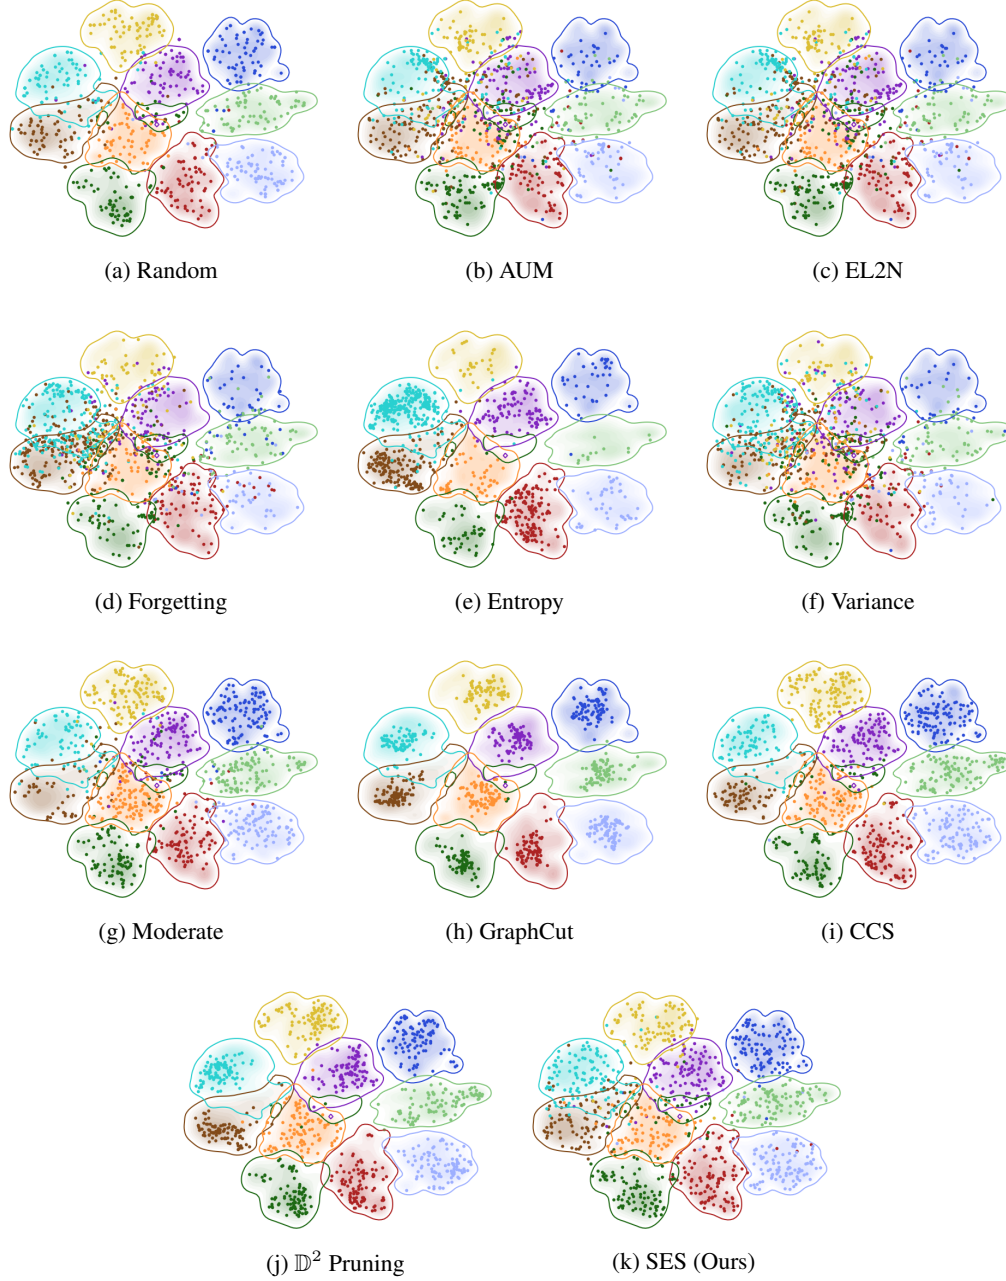 (a) Random
(b) AUM
(c) EL2N
(d) Forgetting
(e) Entropy
(f) Variance
(g) Moderate
(h) GraphCut
(i) CCS
(j) 𝔻² Pruning
(k) SES (Ours)